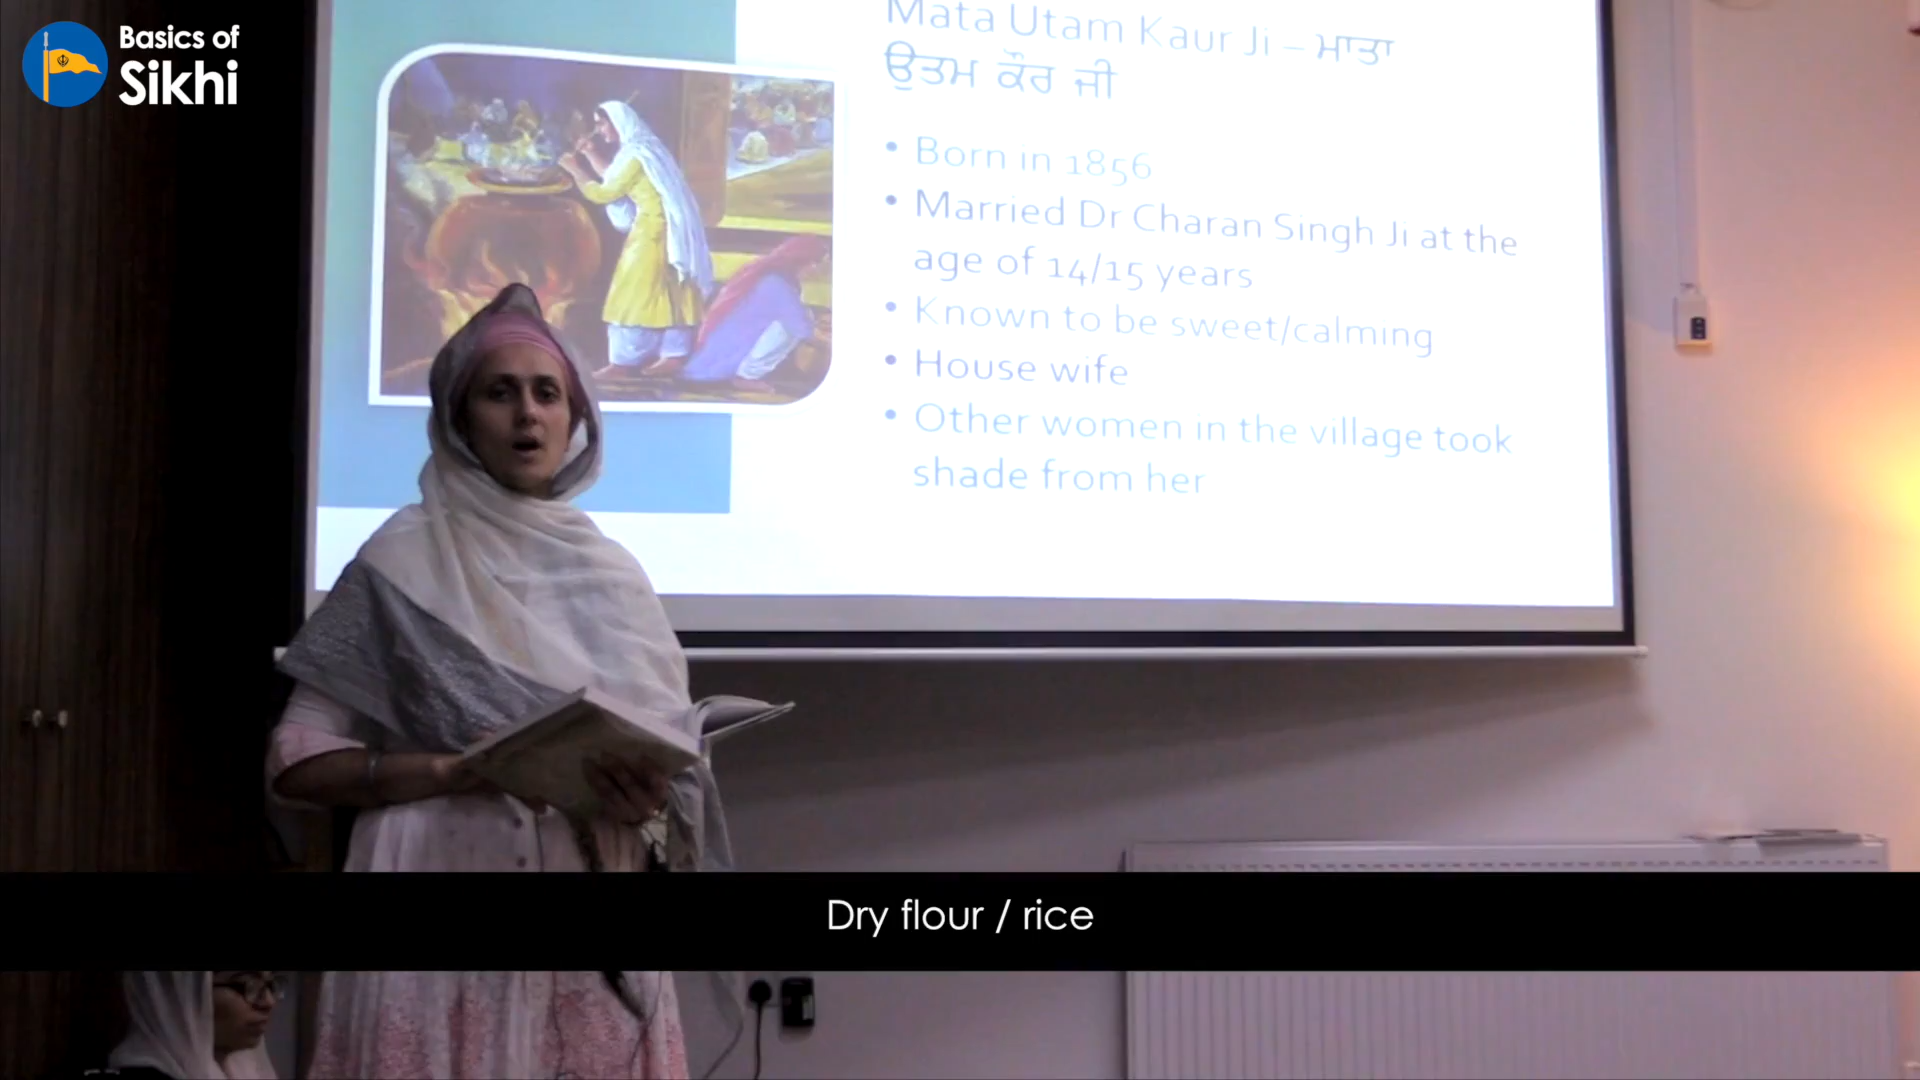 Basics of
Sikhi
Mata Utam Kaur Ji – ਮਾਤਾ
ਉਤਮ ਕੌਰ ਜੀ
• Born in 1856
• Married Dr Charan Singh Ji at the
age of 14/15 years
• Known to be sweet/calming
• House wife
• Other women in the village took
shade from her
Dry flour / rice